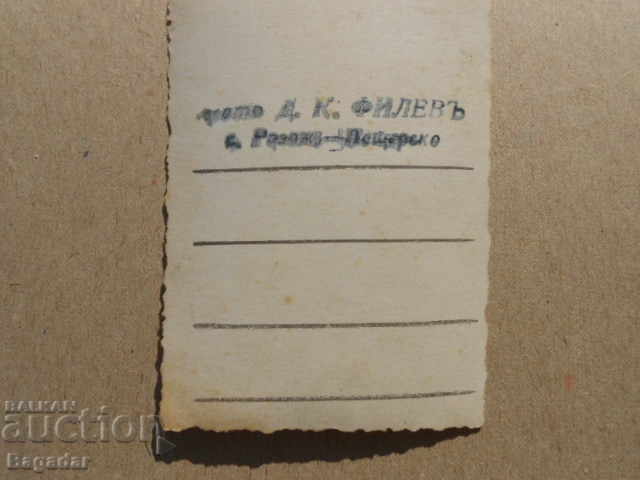 фото Д. К. ФИЛЕВЪ
с. Пещерско
BALKAN
auction
Bagadar